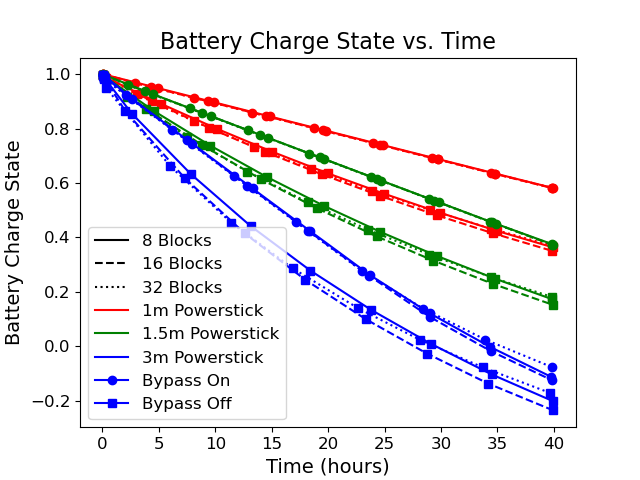 Battery Charge State vs. Time
Battery Charge State
1.0
0.8
0.6
0.4
0.2
0.0
−0.2
8 Blocks
16 Blocks
32 Blocks
1m Powerstick
1.5m Powerstick
3m Powerstick
Bypass On
Bypass Off
0 5 10 15 20 25 30 35 40
Time (hours)